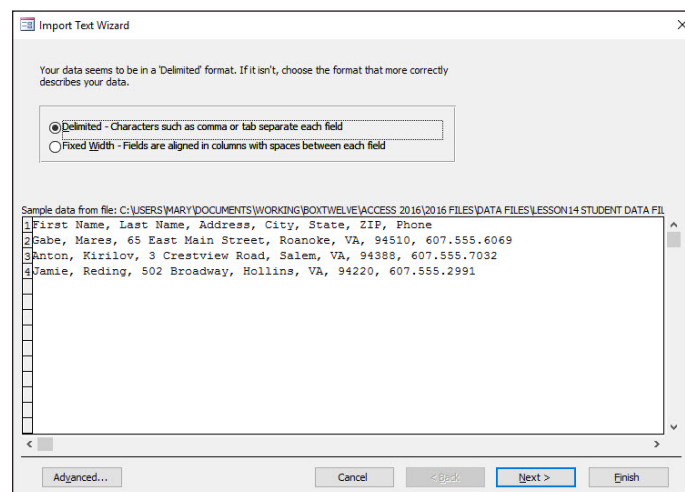 Import Text Wizard
Your data seems to be in a 'Delimited' format. If it isn't, choose the format that more correctly
describes your data.
Delimited - Characters such as comma or tab separate each field
Fixed Width - Fields are aligned in columns with spaces between each field
Sample data from file: C:\USERS\MARY\DOCUMENTS\WORKING\BOXTWELVE\ACCESS 2016\2016 FILES\DATA FILES\LESSON14 STUDENT DATA FIL
1 First Name, Last Name, Address, City, State, ZIP, Phone
2 Gabe, Mares, 65 East Main Street, Roanoke, VA, 94510, 607.555.6069
3 Anton, Kirilov, 3 Crestview Road, Salem, VA, 94388, 607.555.7032
4 Jamie, Reding, 502 Broadway, Hollins, VA, 94220, 607.555.2991
Advanced... Cancel < Back Next > Finish